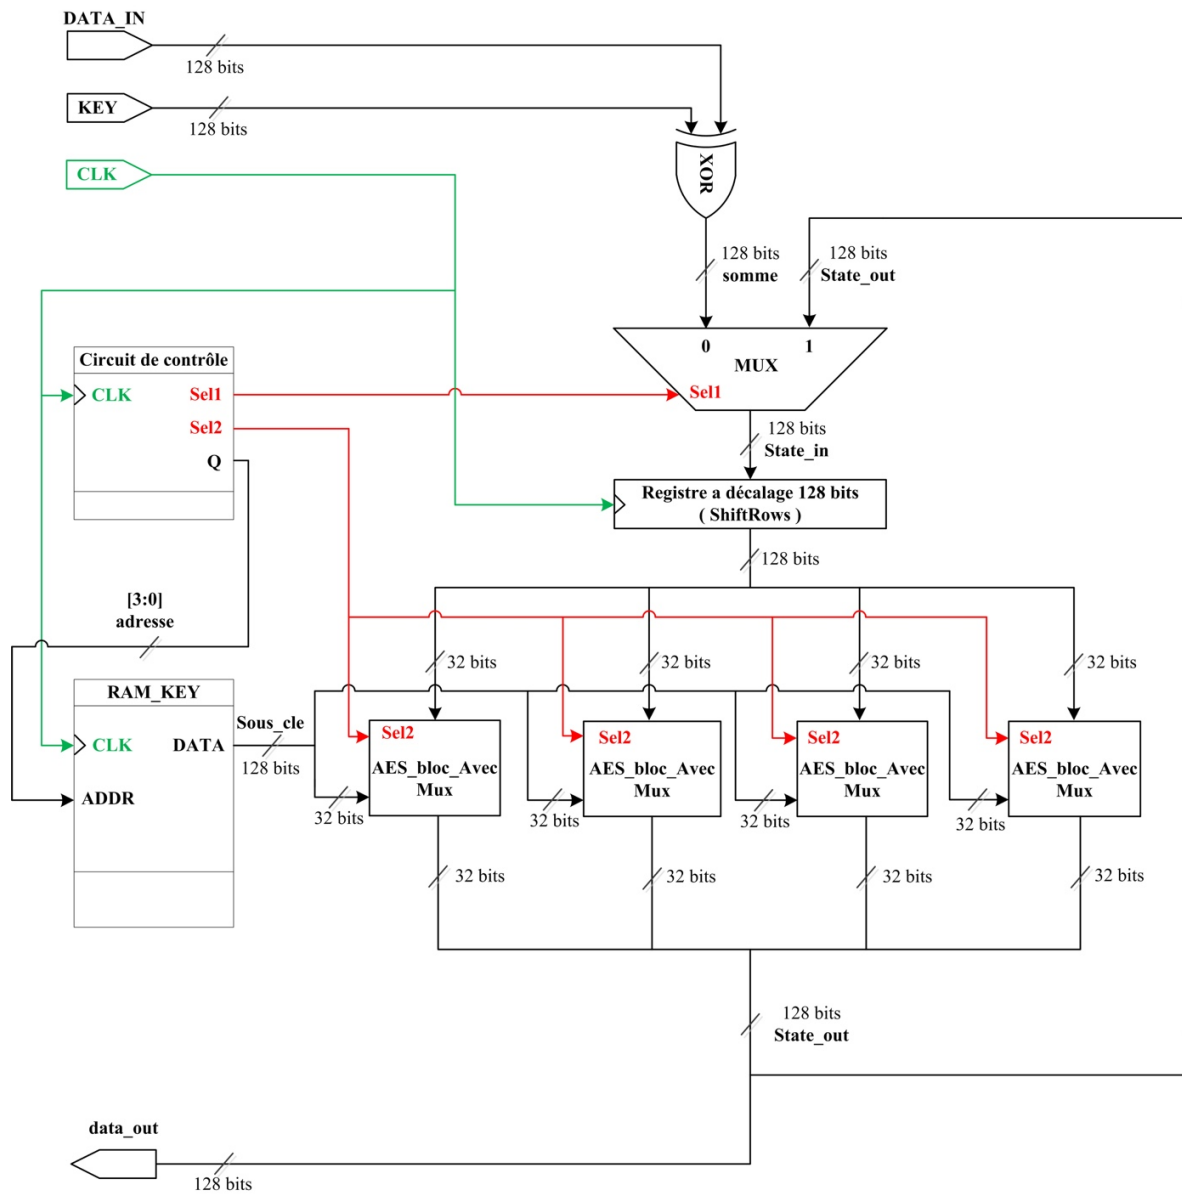 DATA_IN
128 bits
KEY
128 bits
CLK
XOR
128 bits
somme
128 bits
State_out
0
1
MUX
Sel1
Circuit de contrôle
CLK
Sel1
Sel2
Q
128 bits
State_in
Registre a décalage 128 bits
( ShiftRows )
128 bits
[3:0]
adresse
32 bits
32 bits
32 bits
32 bits
RAM_KEY
CLK
DATA
ADDR
Sous_cle
128 bits
Sel2
AES_bloc_Avec
Mux
Sel2
AES_bloc_Avec
Mux
Sel2
AES_bloc_Avec
Mux
Sel2
AES_bloc_Avec
Mux
32 bits
32 bits
32 bits
32 bits
32 bits
32 bits
32 bits
32 bits
128 bits
State_out
data_out
128 bits